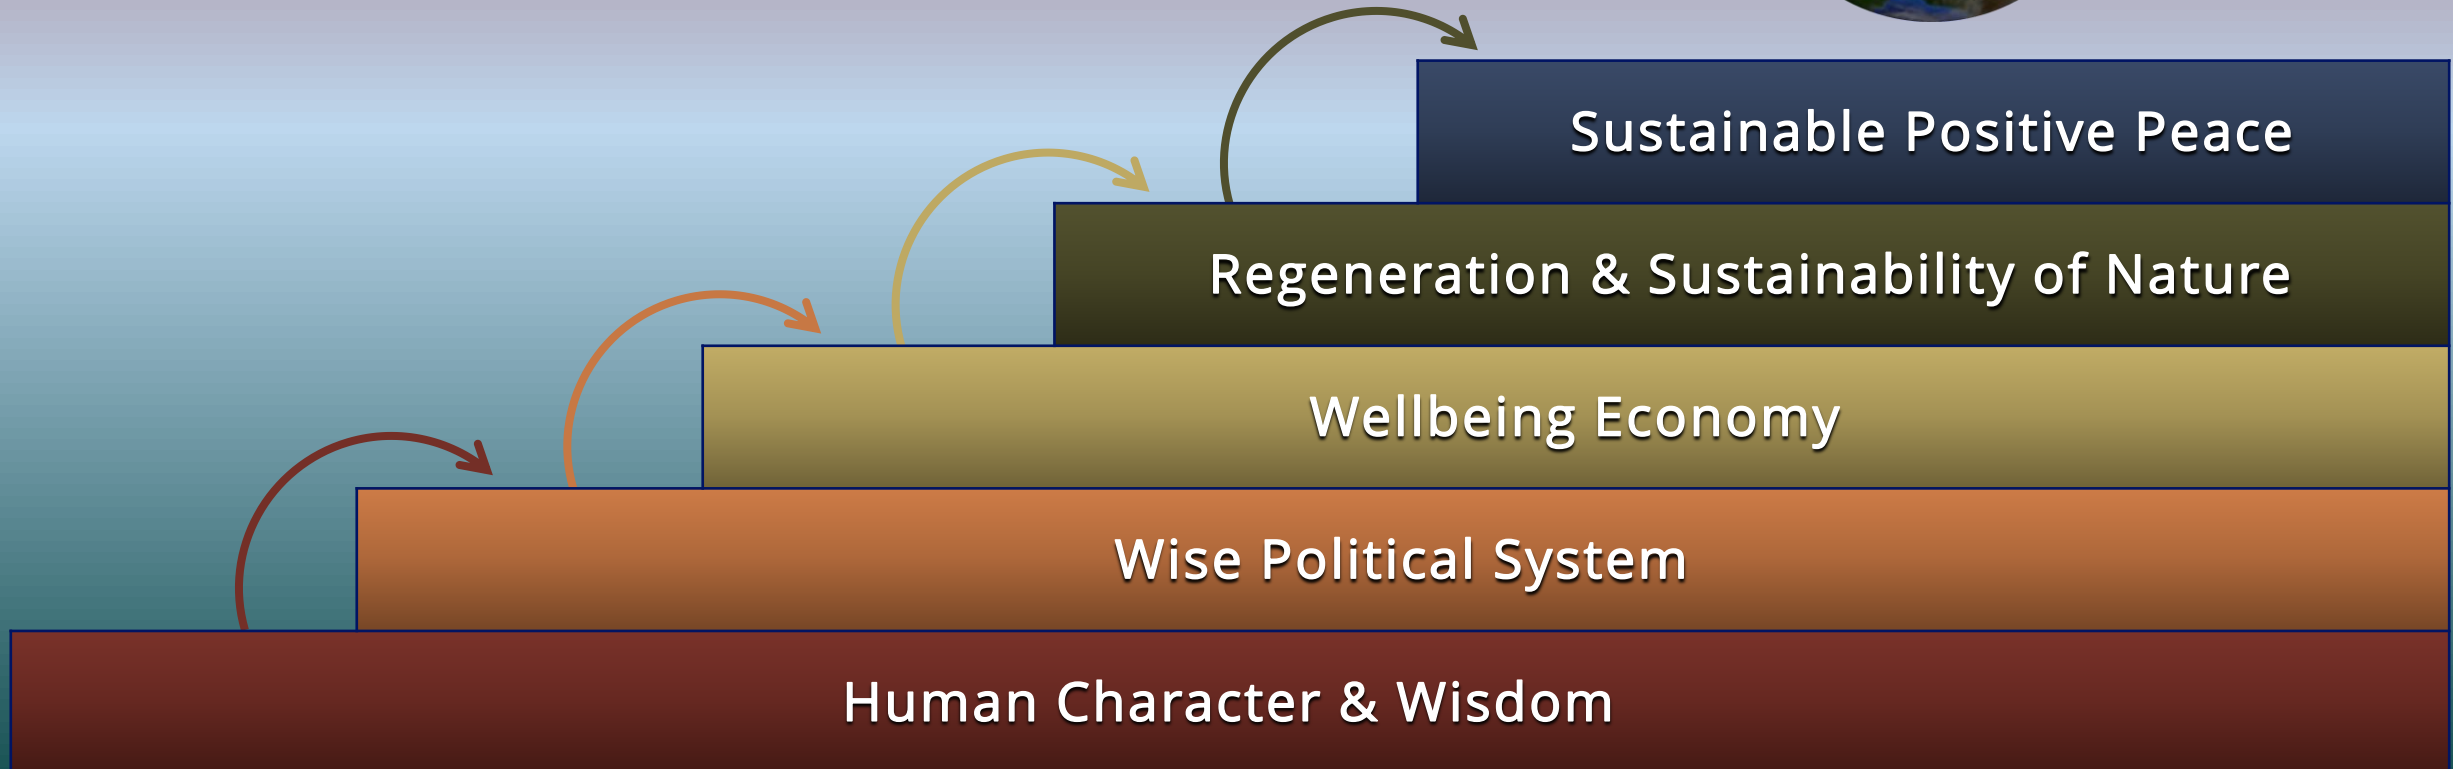 Sustainable Positive Peace
Regeneration & Sustainability of Nature
Wellbeing Economy
Wise Political System
Human Character & Wisdom